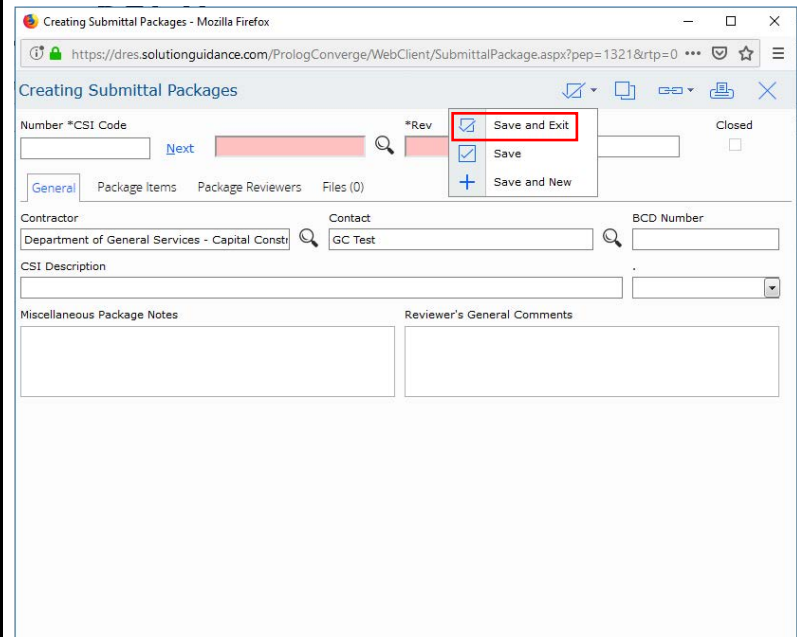 Creating Submittal Packages - Mozilla Firefox
https://dres.solutionguidance.com/PrologConverge/WebClient/SubmittalPackage.aspx?pep=1321&rtp=0
Creating Submittal Packages
Number *CSI Code *Rev Closed
Next
Save and Exit
Save
Save and New
General Package Items Package Reviewers Files (0)
Contractor Contact BCD Number
Department of General Services - Capital Constr GC Test
CSI Description .
Miscellaneous Package Notes Reviewer's General Comments